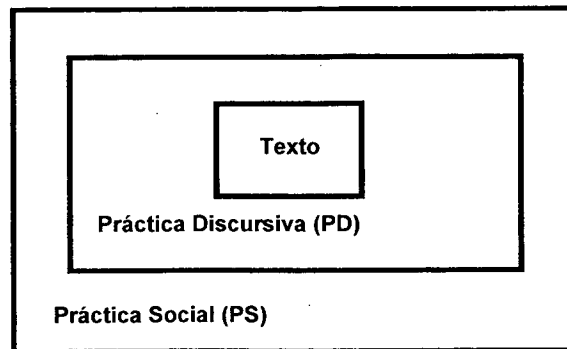 Texto
Práctica Discursiva (PD)
Práctica Social (PS)